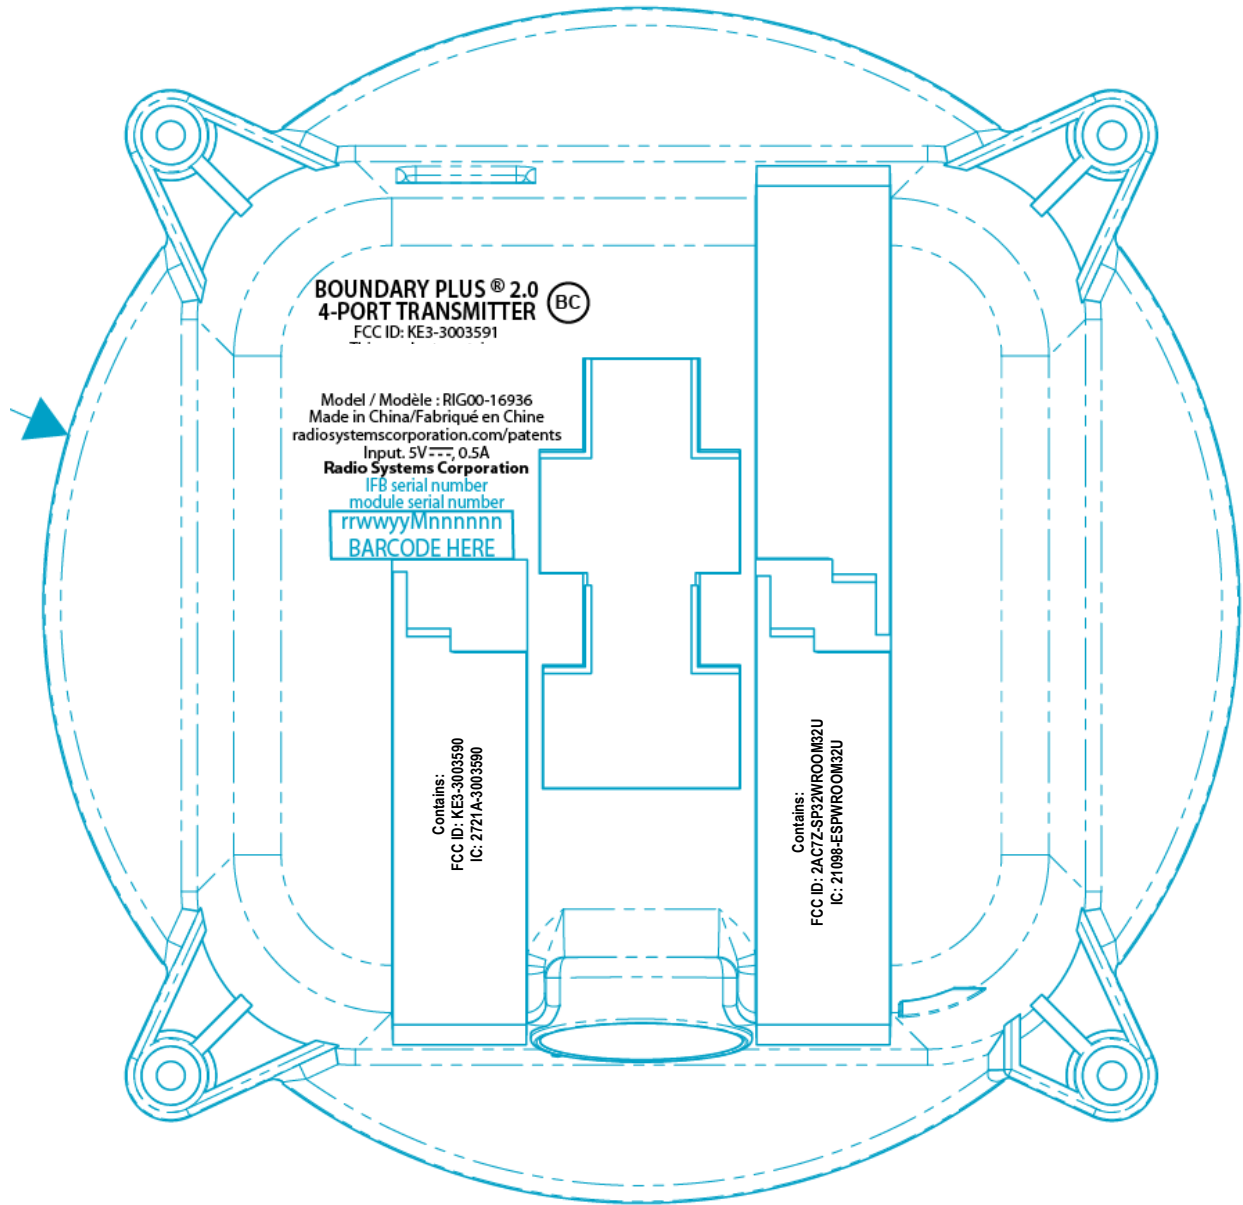 BOUNDARY PLUS ® 2.0
4-PORT TRANSMITTER
BC
FCC ID: KE3-3003591
Model / Modèle : RIG00-16936
Made in China/Fabriqué en Chine
radiosystemscorporation.com/patents
Input. 5V⎓, 0.5A
Radio Systems Corporation
IFB serial number
module serial number
rrwwyyMnnnnnn
BARCODE HERE
Contains:
FCC ID: KE3-3003590
IC: 2721A-3003590
Contains:
FCC ID: 2AC7Z-SP32WROOM32U
IC: 21098-ESPWROOM32U